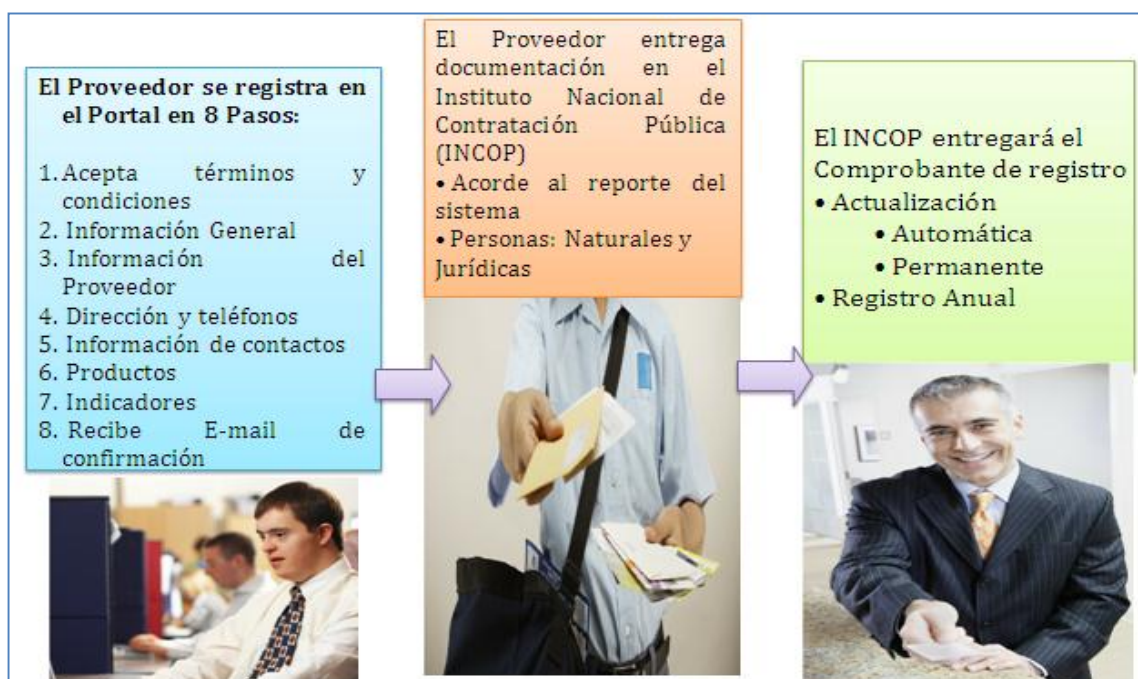 El Proveedor se registra en
el Portal en 8 Pasos:
1. Acepta términos y
condiciones
2. Información General
3. Información del
Proveedor
4. Dirección y teléfonos
5. Información de contactos
6. Productos
7. Indicadores
8. Recibe E-mail de
confirmación
El Proveedor entrega
documentación en el
Instituto Nacional de
Contratación Pública
(INCOP)
• Acorde al reporte del
sistema
• Personas: Naturales y
Jurídicas
El INCOP entregará el
Comprobante de registro
• Actualización
• Automática
• Permanente
• Registro Anual